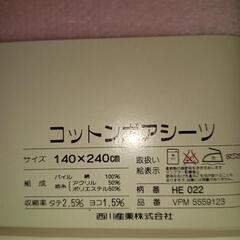 コットンボアシーツ
サイズ 140×240cm
組成 パイル 綿 100%
地糸 アクリル 50%
ポリエステル 50%
収縮率 タテ 2.5% ヨコ 1.5%
取扱い
絵表示
柄番 HE 022
VPM 5559123
西川産業株式会社